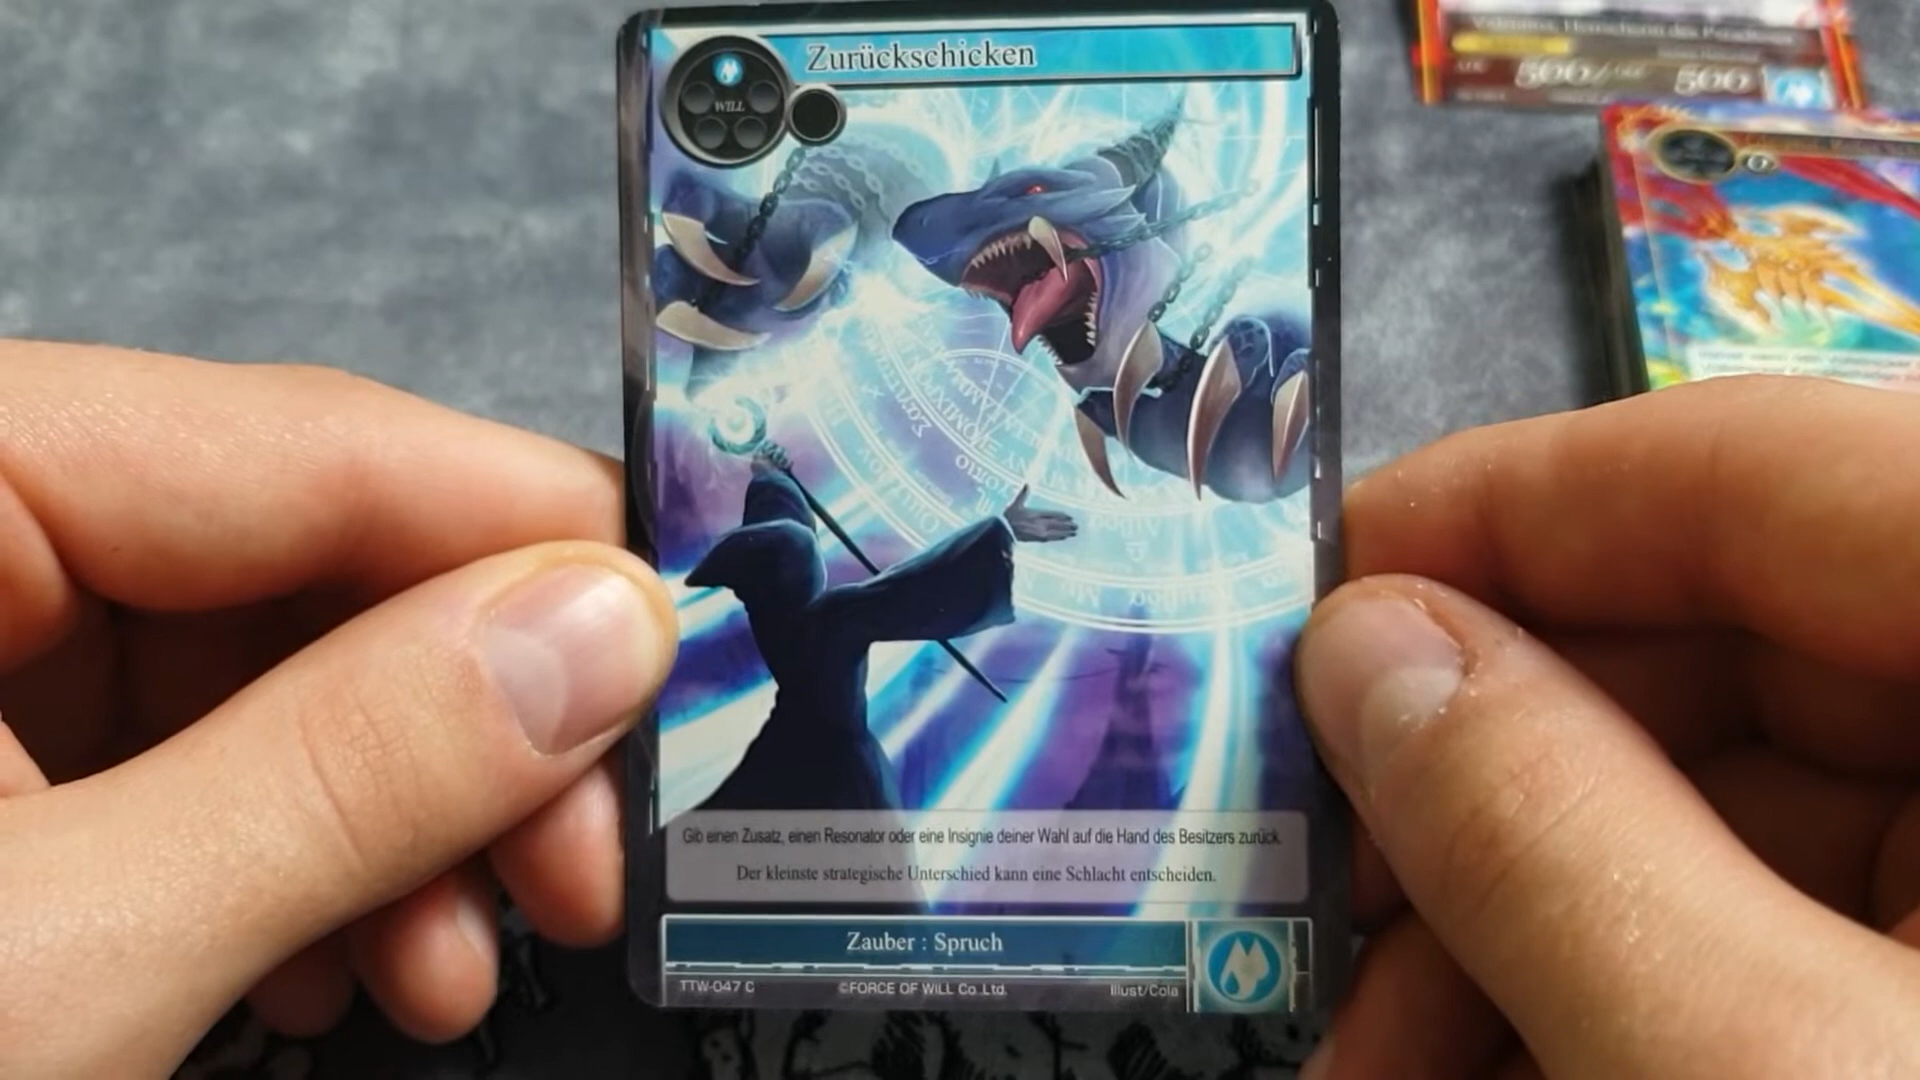 Zurückschicken
WILL
Gib einen Zusatz, einen Resonator oder eine Insignie deiner Wahl auf die Hand des Besitzers zurück.
Der kleinste strategische Unterschied kann eine Schlacht entscheiden.
Zauber : Spruch
TTW-047 C
©FORCE OF WILL Co.,Ltd.
Illust/Cola
500/
500